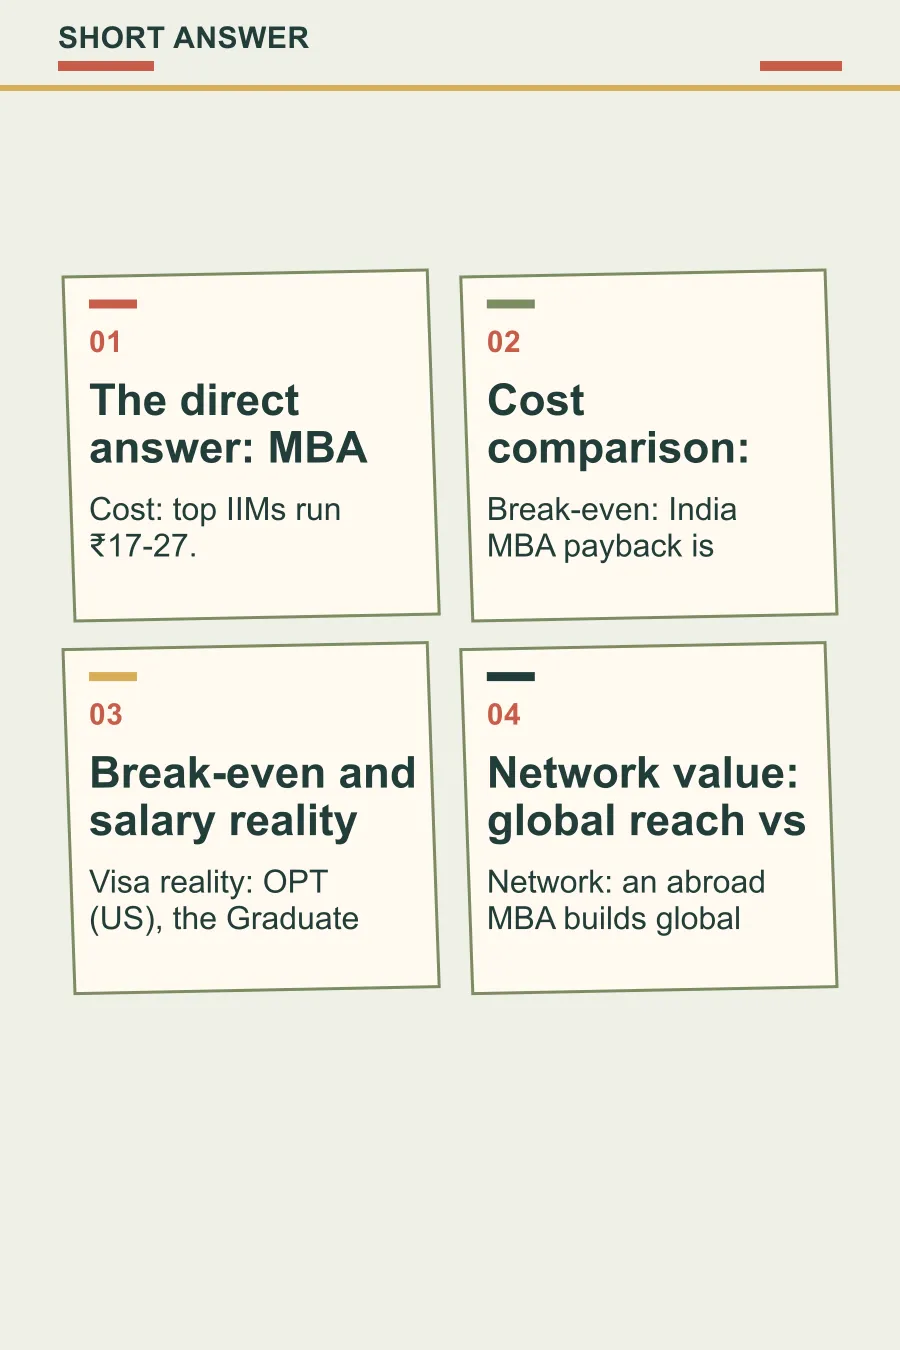 SHORT ANSWER
01
The direct
answer: MBA
Cost: top IIMs run
₹17-27.
02
Cost
comparison:
Break-even: India
MBA payback is
03
Break-even and
salary reality
Visa reality: OPT
(US), the Graduate
04
Network value:
global reach vs
Network: an abroad
MBA builds global